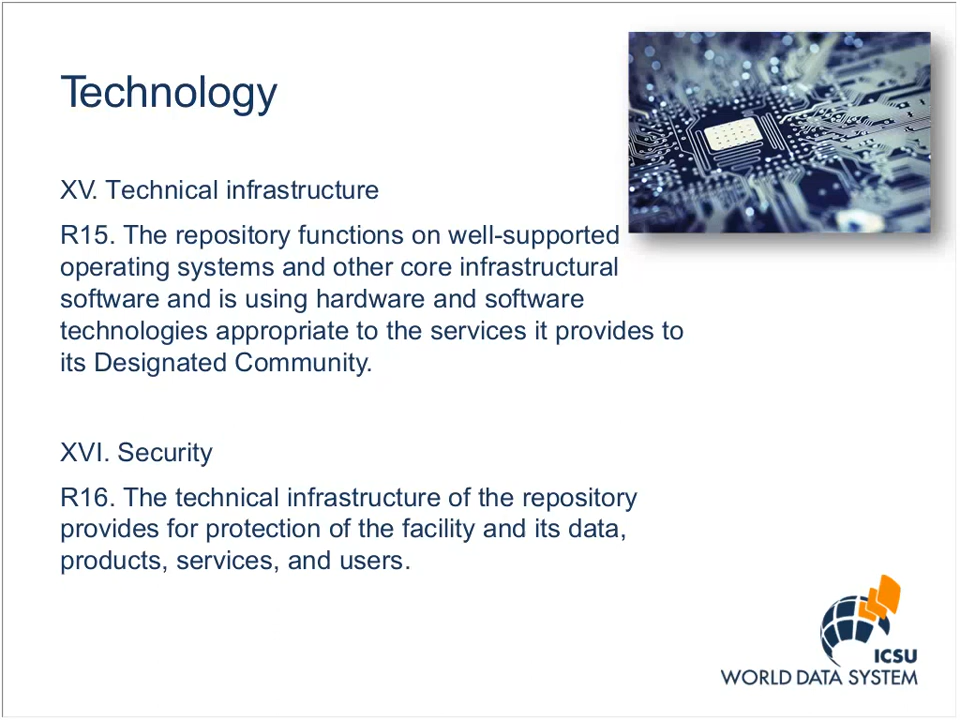 Technology
XV. Technical infrastructure
R15. The repository functions on well-supported
operating systems and other core infrastructural
software and is using hardware and software
technologies appropriate to the services it provides to
its Designated Community.
XVI. Security
R16. The technical infrastructure of the repository
provides for protection of the facility and its data,
products, services, and users.
ICSU
WORLD DATA SYSTEM